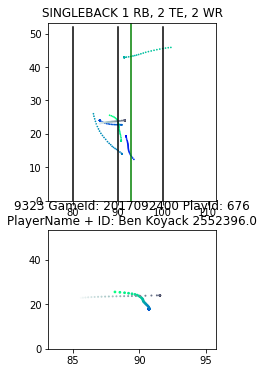 SINGLEBACK 1 RB, 2 TE, 2 WR
50
40
30
20
10
0
80 90 100 110
9323 GameId: 2017092400 PlayId: 676
PlayerName + ID: Ben Koyack 2552396.0
40
20
0
85 90 95